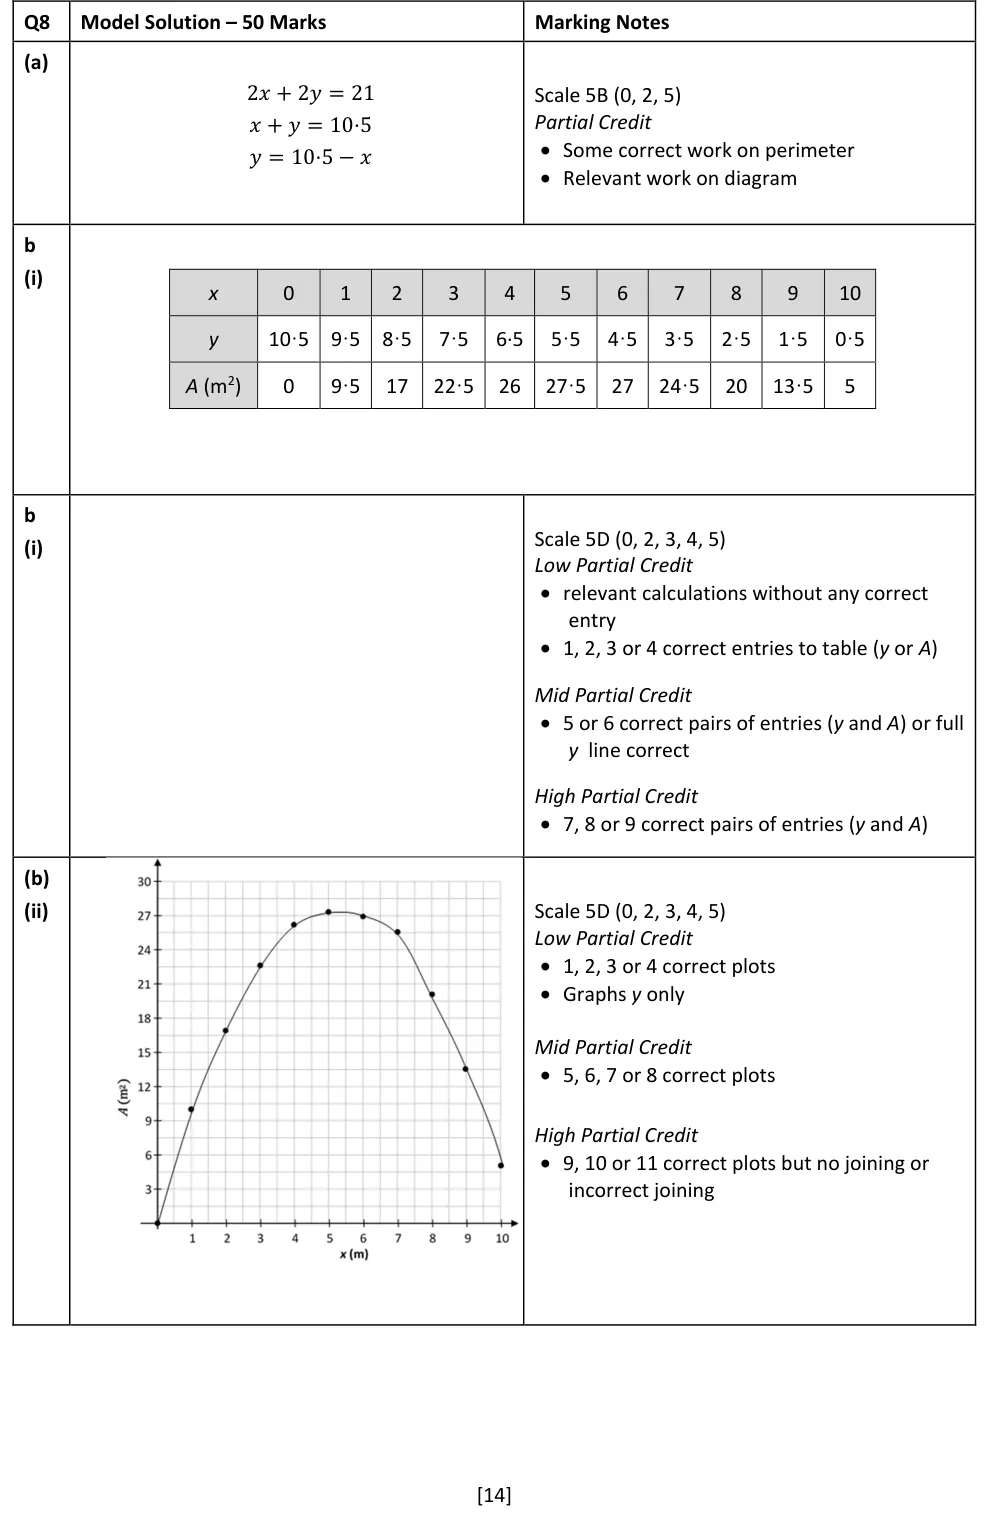 Q8 Model Solution – 50 Marks Marking Notes
(a)
2x + 2y = 21
x + y = 10·5
y = 10·5 − x
Scale 5B (0, 2, 5)
Partial Credit
• Some correct work on perimeter
• Relevant work on diagram
b
(i)
x 0 1 2 3 4 5 6 7 8 9 10
y 10·5 9·5 8·5 7·5 6·5 5·5 4·5 3·5 2·5 1·5 0·5
A (m²) 0 9·5 17 22·5 26 27·5 27 24·5 20 13·5 5
b
(i)
Scale 5D (0, 2, 3, 4, 5)
Low Partial Credit
• relevant calculations without any correct
entry
• 1, 2, 3 or 4 correct entries to table (y or A)
Mid Partial Credit
• 5 or 6 correct pairs of entries (y and A) or full
y line correct
High Partial Credit
• 7, 8 or 9 correct pairs of entries (y and A)
(b)
(ii)
30
27
24
21
18
15
12
9
6
3
A (m²)
1 2 3 4 5 6 7 8 9 10
x (m)
Scale 5D (0, 2, 3, 4, 5)
Low Partial Credit
• 1, 2, 3 or 4 correct plots
• Graphs y only
Mid Partial Credit
• 5, 6, 7 or 8 correct plots
High Partial Credit
• 9, 10 or 11 correct plots but no joining or
incorrect joining
[14]